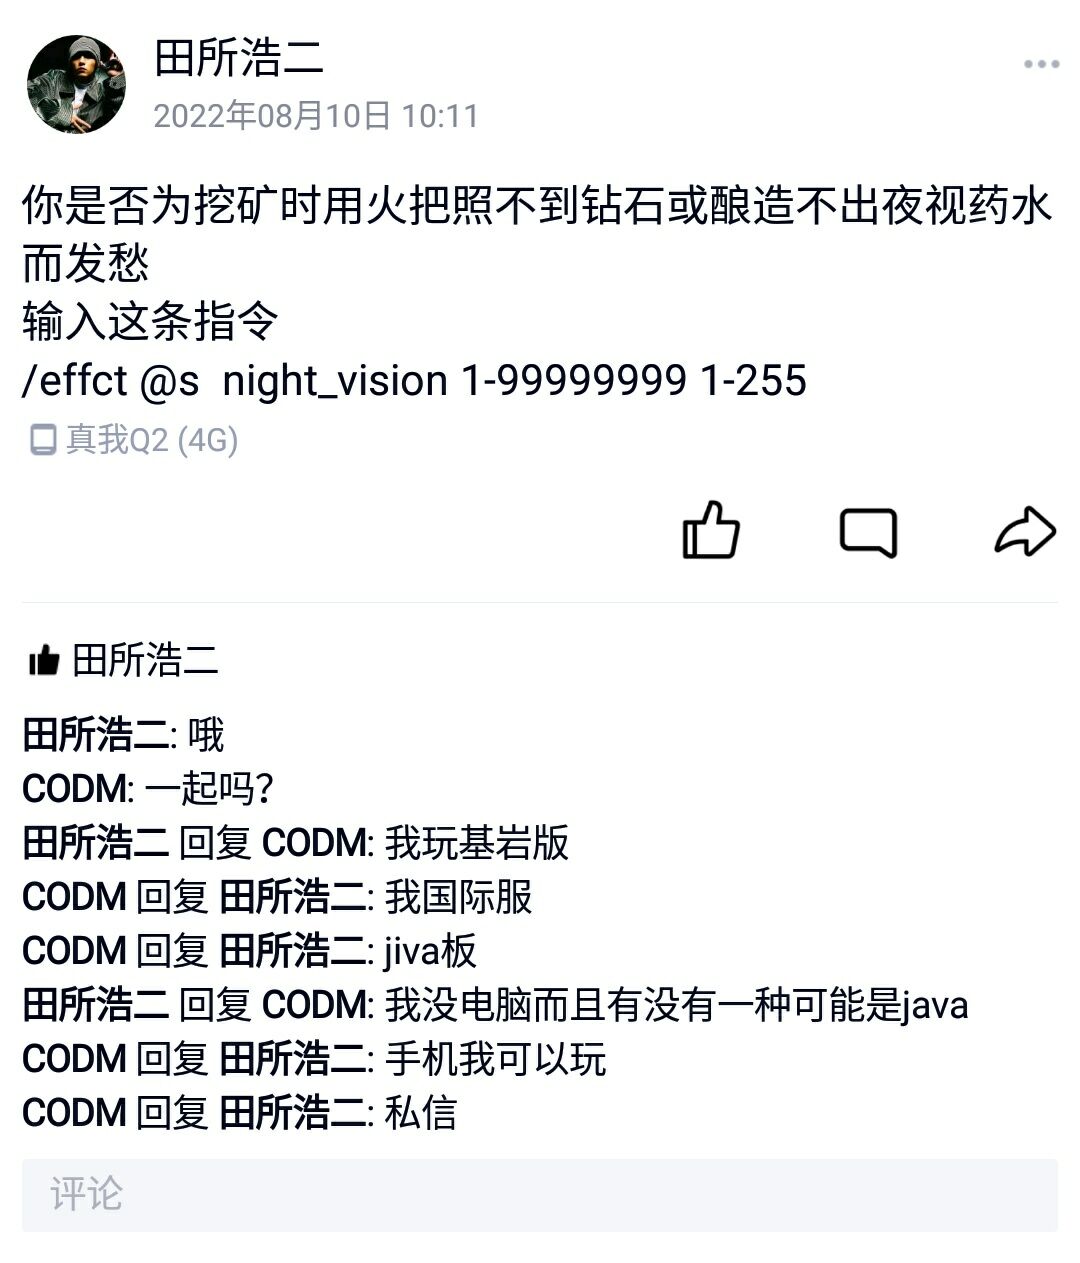 田所浩二
2022年08月10日 10:11
你是否为挖矿时用火把照不到钻石或酿造不出夜视药水
而发愁
输入这条指令
/effct @s  night_vision 1-99999999 1-255
真我Q2 (4G)
田所浩二
田所浩二: 哦
CODM: 一起吗?
田所浩二 回复 CODM: 我玩基岩版
CODM 回复 田所浩二: 我国际服
CODM 回复 田所浩二: jiva板
田所浩二 回复 CODM: 我没电脑而且有没有一种可能是java
CODM 回复 田所浩二: 手机我可以玩
CODM 回复 田所浩二: 私信
评论